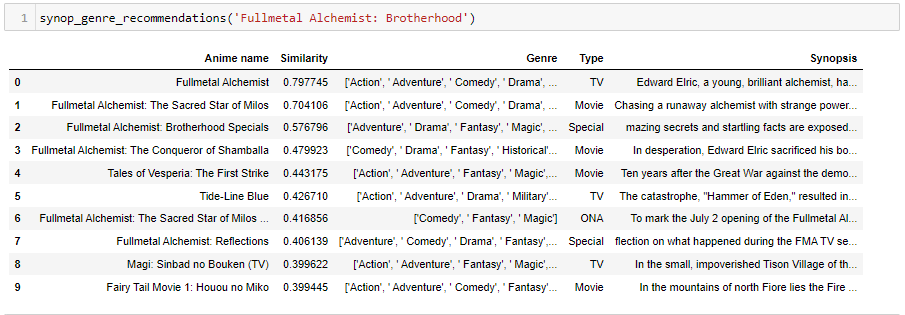 1 synop_genre_recommendations('Fullmetal Alchemist: Brotherhood')
Anime name Similarity Genre Type Synopsis
0 Fullmetal Alchemist 0.797745 ['Action', ' Adventure', ' Comedy', ' Drama',... TV Edward Elric, a young, brilliant alchemist, ha...
1 Fullmetal Alchemist: The Sacred Star of Milos 0.704106 ['Action', ' Adventure', ' Comedy', ' Drama',... Movie Chasing a runaway alchemist with strange power...
2 Fullmetal Alchemist: Brotherhood Specials 0.576796 ['Adventure', ' Drama', ' Fantasy', ' Magic', ... Special mazing secrets and startling facts are exposed...
3 Fullmetal Alchemist: The Conqueror of Shamballa 0.479923 ['Comedy', ' Drama', ' Fantasy', ' Historical'... Movie In desperation, Edward Elric sacrificed his bo...
4 Tales of Vesperia: The First Strike 0.443175 ['Action', ' Adventure', ' Fantasy', ' Magic',... Movie Ten years after the Great War against the demo...
5 Tide-Line Blue 0.426710 ['Action', ' Adventure', ' Drama', ' Military'... TV The catastrophe, "Hammer of Eden," resulted in...
6 Fullmetal Alchemist: The Sacred Star of Milos ... 0.416856 ['Comedy', ' Fantasy', ' Magic'] ONA To mark the July 2 opening of the Fullmetal Al...
7 Fullmetal Alchemist: Reflections 0.406139 ['Adventure', ' Comedy', ' Drama', ' Fantasy',... Special flection on what happened during the FMA TV se...
8 Magi: Sinbad no Bouken (TV) 0.399622 ['Action', ' Adventure', ' Fantasy', ' Magic',... TV In the small, impoverished Tison Village of th...
9 Fairy Tail Movie 1: Houou no Miko 0.399445 ['Action', ' Adventure', ' Comedy', ' Fantasy'... Movie In the mountains of north Fiore lies the Fire ...